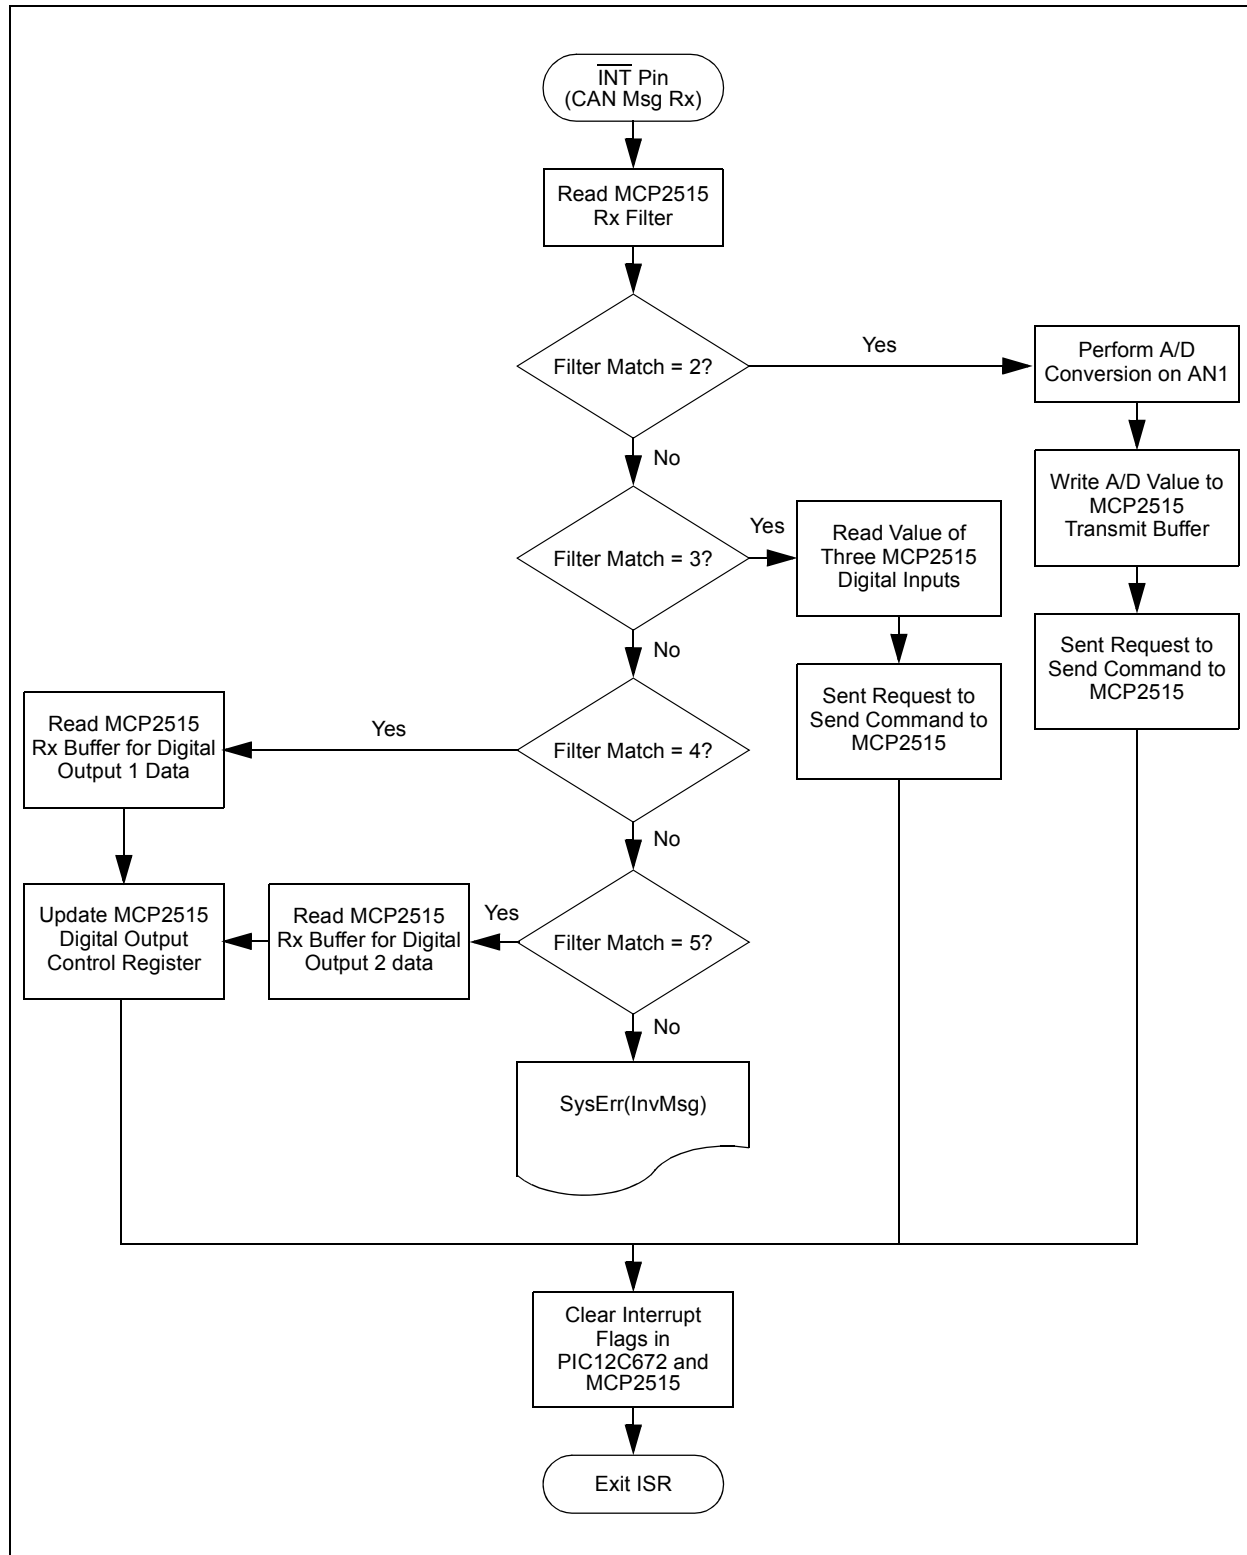 INT Pin
(CAN Msg Rx)
Read MCP2515
Rx Filter
Filter Match = 2?
Yes
Perform A/D
Conversion on AN1
No
Write A/D Value to
MCP2515
Transmit Buffer
Filter Match = 3?
Yes
Read Value of
Three MCP2515
Digital Inputs
No
Sent Request to
Send Command to
MCP2515
Sent Request to
Send Command to
MCP2515
Filter Match = 4?
Yes
Read MCP2515
Rx Buffer for Digital
Output 1 Data
No
Filter Match = 5?
Yes
Read MCP2515
Rx Buffer for Digital
Output 2 data
Update MCP2515
Digital Output
Control Register
No
SysErr(InvMsg)
Clear Interrupt
Flags in
PIC12C672 and
MCP2515
Exit ISR